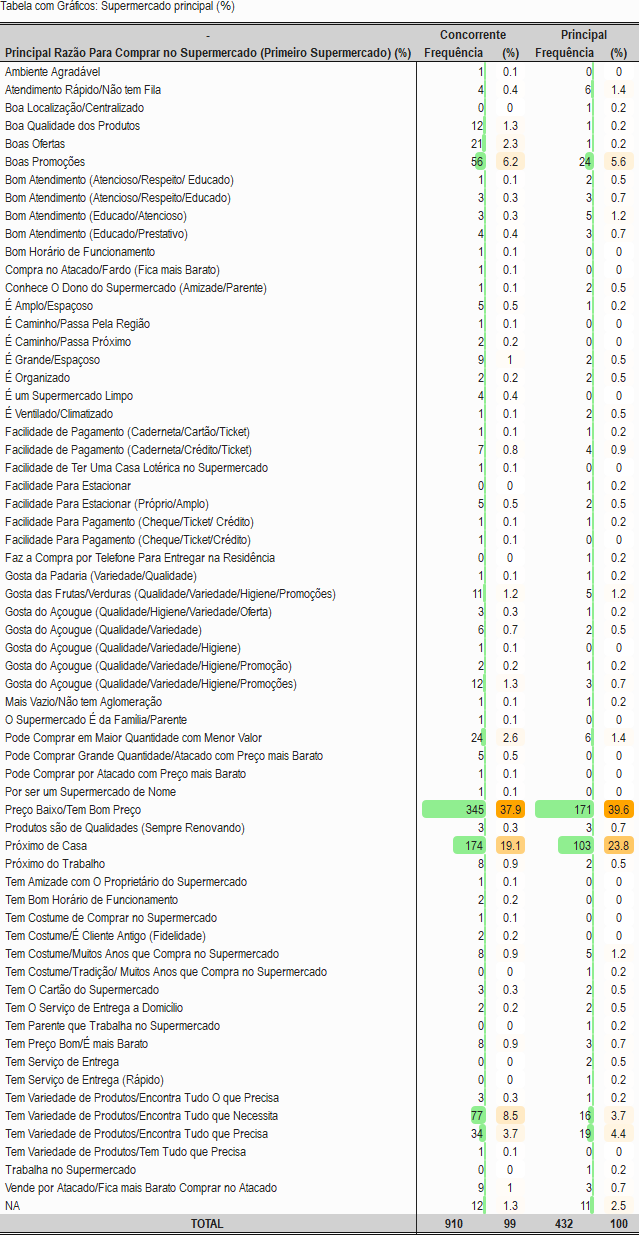 Tabela com Gráficos: Supermercado principal (%)
- Concorrente Principal
Principal Razão Para Comprar no Supermercado (Primeiro Supermercado) (%) Frequência (%) Frequência (%)
Ambiente Agradável 1 0.1 0 0
Atendimento Rápido/Não tem Fila 4 0.4 6 1.4
Boa Localização/Centralizado 0 0 1 0.2
Boa Qualidade dos Produtos 12 1.3 1 0.2
Boas Ofertas 21 2.3 1 0.2
Boas Promoções 56 6.2 24 5.6
Bom Atendimento (Atencioso/Respeito/ Educado) 1 0.1 2 0.5
Bom Atendimento (Atencioso/Respeito/Educado) 3 0.3 3 0.7
Bom Atendimento (Educado/Atencioso) 3 0.3 5 1.2
Bom Atendimento (Educado/Prestativo) 4 0.4 3 0.7
Bom Horário de Funcionamento 1 0.1 0 0
Compra no Atacado/Fardo (Fica mais Barato) 1 0.1 0 0
Conhece O Dono do Supermercado (Amizade/Parente) 1 0.1 2 0.5
É Amplo/Espaçoso 5 0.5 1 0.2
É Caminho/Passa Pela Região 1 0.1 0 0
É Caminho/Passa Próximo 2 0.2 0 0
É Grande/Espaçoso 9 1 2 0.5
É Organizado 2 0.2 2 0.5
É um Supermercado Limpo 4 0.4 0 0
É Ventilado/Climatizado 1 0.1 2 0.5
Facilidade de Pagamento (Caderneta/Cartão/Ticket) 1 0.1 1 0.2
Facilidade de Pagamento (Caderneta/Crédito/Ticket) 7 0.8 4 0.9
Facilidade de Ter Uma Casa Lotérica no Supermercado 1 0.1 0 0
Facilidade Para Estacionar 0 0 1 0.2
Facilidade Para Estacionar (Próprio/Amplo) 5 0.5 2 0.5
Facilidade Para Pagamento (Cheque/Ticket/ Crédito) 1 0.1 1 0.2
Facilidade Para Pagamento (Cheque/Ticket/Crédito) 1 0.1 0 0
Faz a Compra por Telefone Para Entregar na Residência 0 0 1 0.2
Gosta da Padaria (Variedade/Qualidade) 1 0.1 1 0.2
Gosta das Frutas/Verduras (Qualidade/Variedade/Higiene/Promoções) 11 1.2 5 1.2
Gosta do Açougue (Qualidade/Higiene/Variedade/Oferta) 3 0.3 1 0.2
Gosta do Açougue (Qualidade/Variedade) 6 0.7 2 0.5
Gosta do Açougue (Qualidade/Variedade/Higiene) 1 0.1 0 0
Gosta do Açougue (Qualidade/Variedade/Higiene/Promoção) 2 0.2 1 0.2
Gosta do Açougue (Qualidade/Variedade/Higiene/Promoções) 12 1.3 3 0.7
Mais Vazio/Não tem Aglomeração 1 0.1 1 0.2
O Supermercado É da Família/Parente 1 0.1 0 0
Pode Comprar em Maior Quantidade com Menor Valor 24 2.6 6 1.4
Pode Comprar Grande Quantidade/Atacado com Preço mais Barato 5 0.5 0 0
Pode Comprar por Atacado com Preço mais Barato 1 0.1 0 0
Por ser um Supermercado de Nome 1 0.1 0 0
Preço Baixo/Tem Bom Preço 345 37.9 171 39.6
Produtos são de Qualidades (Sempre Renovando) 3 0.3 3 0.7
Próximo de Casa 174 19.1 103 23.8
Próximo do Trabalho 8 0.9 2 0.5
Tem Amizade com O Proprietário do Supermercado 1 0.1 0 0
Tem Bom Horário de Funcionamento 2 0.2 0 0
Tem Costume de Comprar no Supermercado 1 0.1 0 0
Tem Costume/É Cliente Antigo (Fidelidade) 2 0.2 0 0
Tem Costume/Muitos Anos que Compra no Supermercado 8 0.9 5 1.2
Tem Costume/Tradição/ Muitos Anos que Compra no Supermercado 0 0 1 0.2
Tem O Cartão do Supermercado 3 0.3 2 0.5
Tem O Serviço de Entrega a Domicílio 2 0.2 2 0.5
Tem Parente que Trabalha no Supermercado 0 0 1 0.2
Tem Preço Bom/É mais Barato 8 0.9 3 0.7
Tem Serviço de Entrega 0 0 2 0.5
Tem Serviço de Entrega (Rápido) 0 0 1 0.2
Tem Variedade de Produtos/Encontra Tudo O que Precisa 3 0.3 1 0.2
Tem Variedade de Produtos/Encontra Tudo que Necessita 77 8.5 16 3.7
Tem Variedade de Produtos/Encontra Tudo que Precisa 34 3.7 19 4.4
Tem Variedade de Produtos/Tem Tudo que Precisa 1 0.1 0 0
Trabalha no Supermercado 0 0 1 0.2
Vende por Atacado/Fica mais Barato Comprar no Atacado 9 1 3 0.7
NA 12 1.3 11 2.5
TOTAL 910 99 432 100